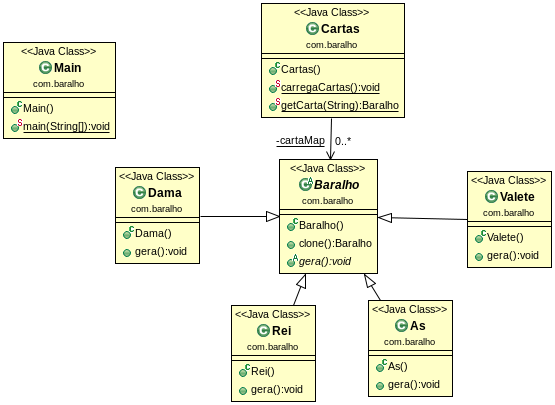 <<Java Class>>
Cartas
com.baralho
Cartas()
carregaCartas():void
getCarta(String):Baralho
<<Java Class>>
Main
com.baralho
Main()
main(String[]):void
-cartaMap
0..*
<<Java Class>>
Dama
com.baralho
Dama()
gera():void
<<Java Class>>
Baralho
com.baralho
Baralho()
clone():Baralho
gera():void
<<Java Class>>
Valete
com.baralho
Valete()
gera():void
<<Java Class>>
Rei
com.baralho
Rei()
gera():void
<<Java Class>>
As
com.baralho
As()
gera():void